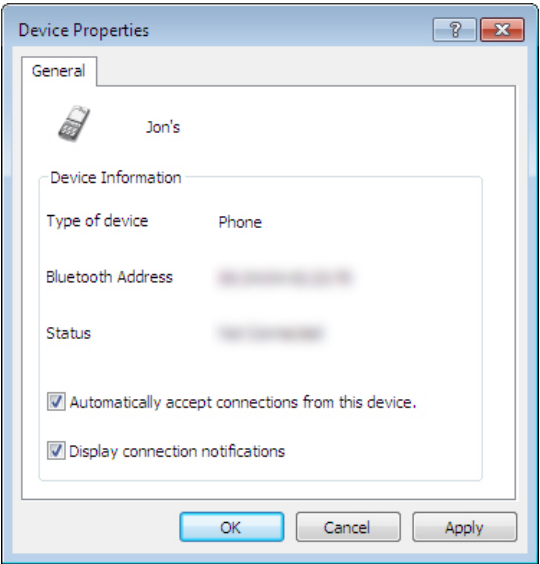 Device Properties
General
Jon's
Device Information
Type of device Phone
Bluetooth Address
Status
Automatically accept connections from this device.
Display connection notifications
OK Cancel Apply